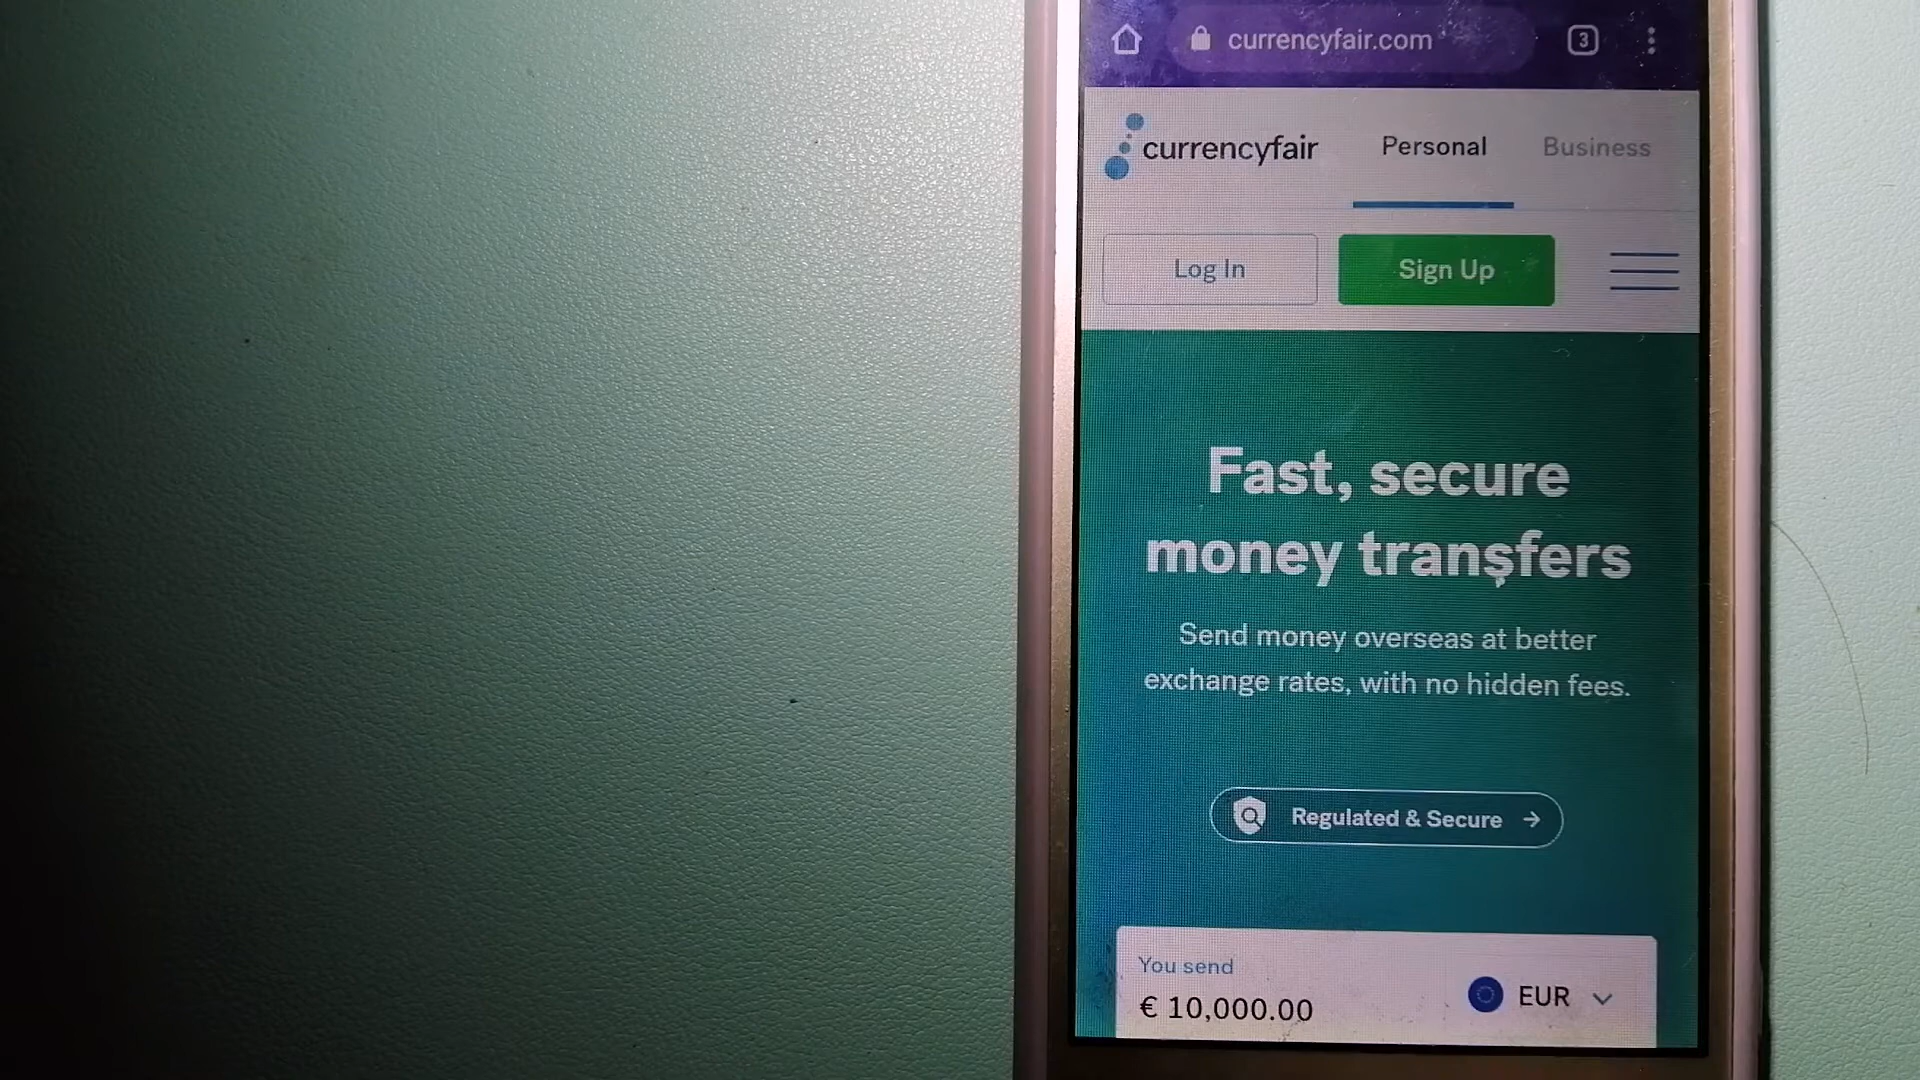 currencyfair.com
3
currencyfair
Personal
Business
Log In
Sign Up
Fast, secure
money transfers
Send money overseas at better
exchange rates, with no hidden fees.
Regulated & Secure →
You send
€ 10,000.00
EUR